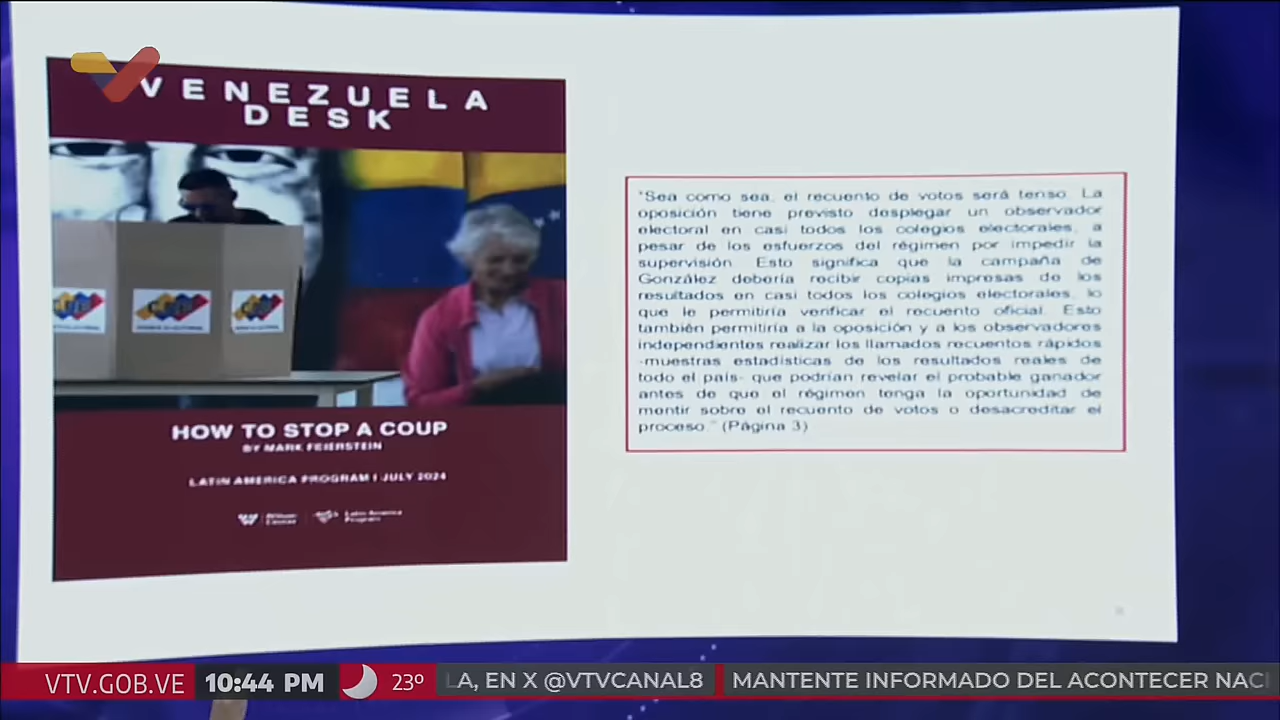 VENEZUELA
DESK
HOW TO STOP A COUP
BY MARK FEIERSTEIN
LATIN AMERICA PROGRAM | JULY 2024
Wilson
Center
Latin America
Program
"Sea como sea, el recuento de votos será tenso. La
oposición tiene previsto desplegar un observador
electoral en casi todos los colegios electorales, a
pesar de los esfuerzos del régimen por impedir la
supervisión. Esto significa que la campaña de
González debería recibir copias impresas de los
resultados en casi todos los colegios electorales, lo
que le permitiría verificar el recuento oficial. Esto
también permitiría a la oposición y a los observadores
independientes realizar los llamados recuentos rápidos
-muestras estadísticas de los resultados reales de
todo el país- que podrían revelar el probable ganador
antes de que el régimen tenga la oportunidad de
mentir sobre el recuento de votos o desacreditar el
proceso." (Página 3)
VTV.GOB.VE 10:44 PM 23° LA, EN X @VTVCANAL8 MANTENTE INFORMADO DEL ACONTECER NACI